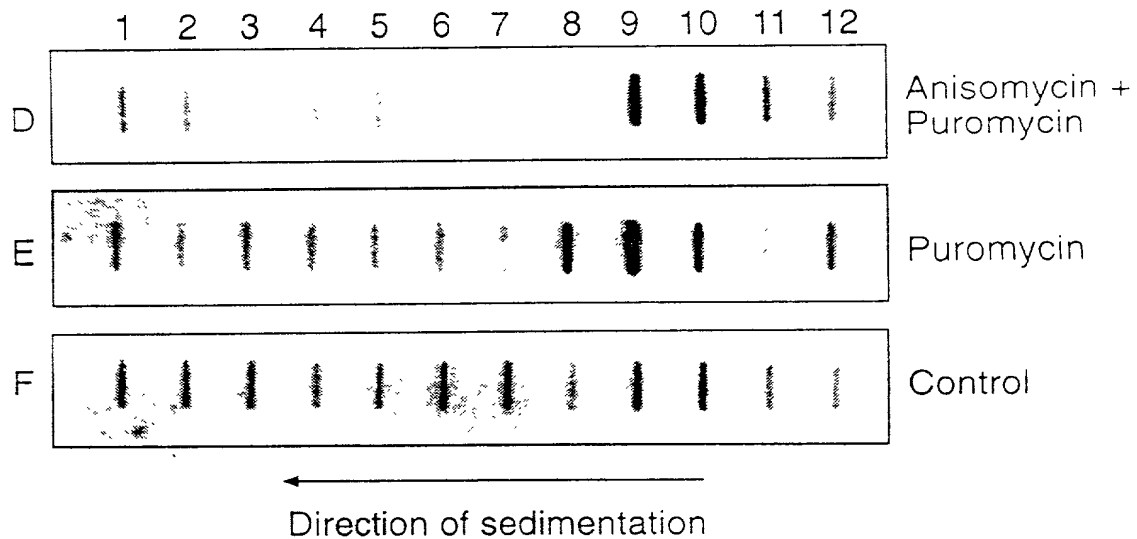 1 2 3 4 5 6 7 8 9 10 11 12
D
Anisomycin +
Puromycin
E
Puromycin
F
Control
Direction of sedimentation